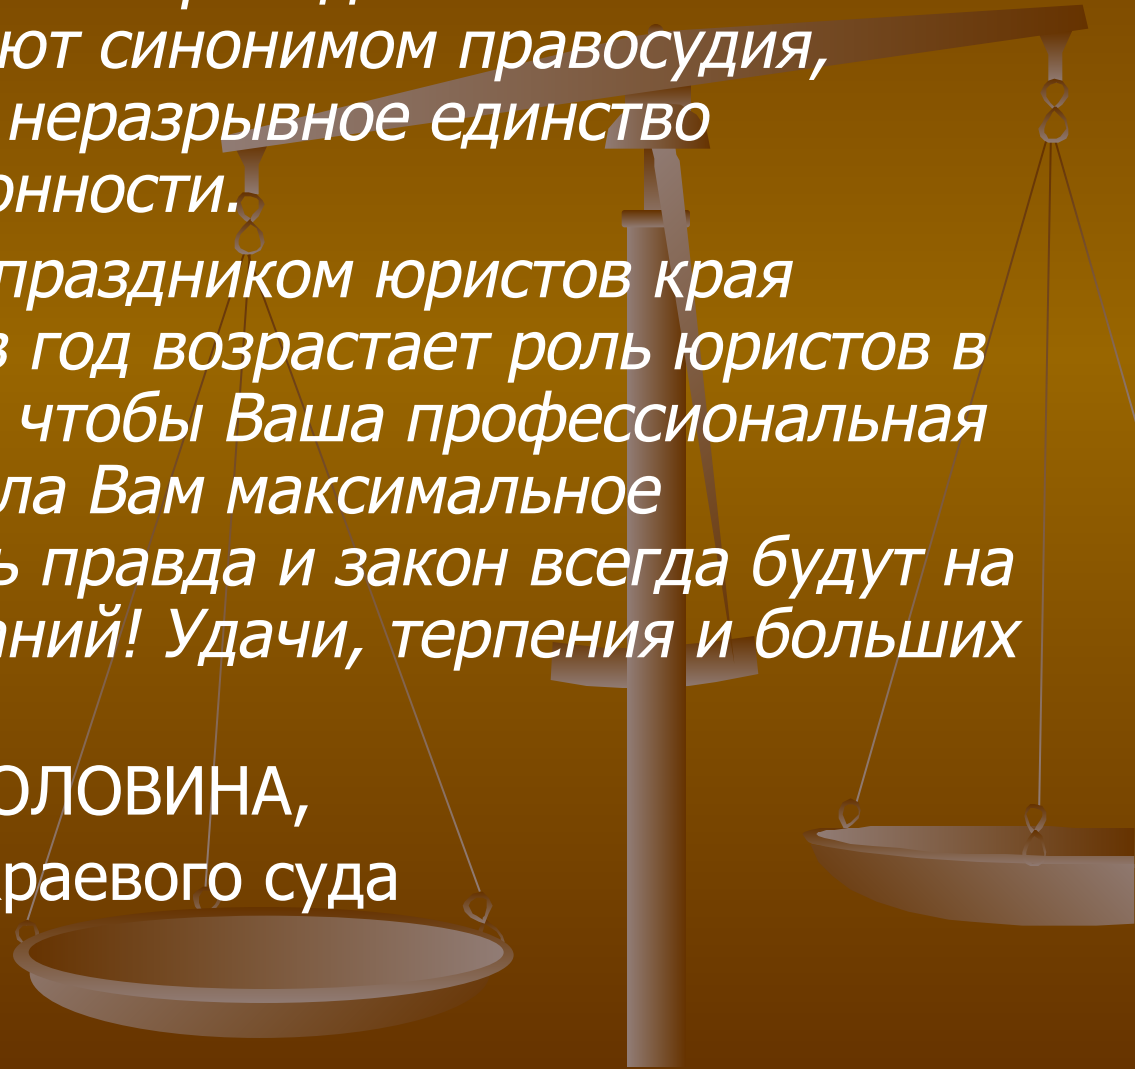 ют синонимом правосудия,
неразрывное единство
онности.
праздником юристов края
в год возрастает роль юристов в
чтобы Ваша профессиональная
ла Вам максимальное
ь правда и закон всегда будут на
аний! Удачи, терпения и больших
ОЛОВИНА,
краевого суда